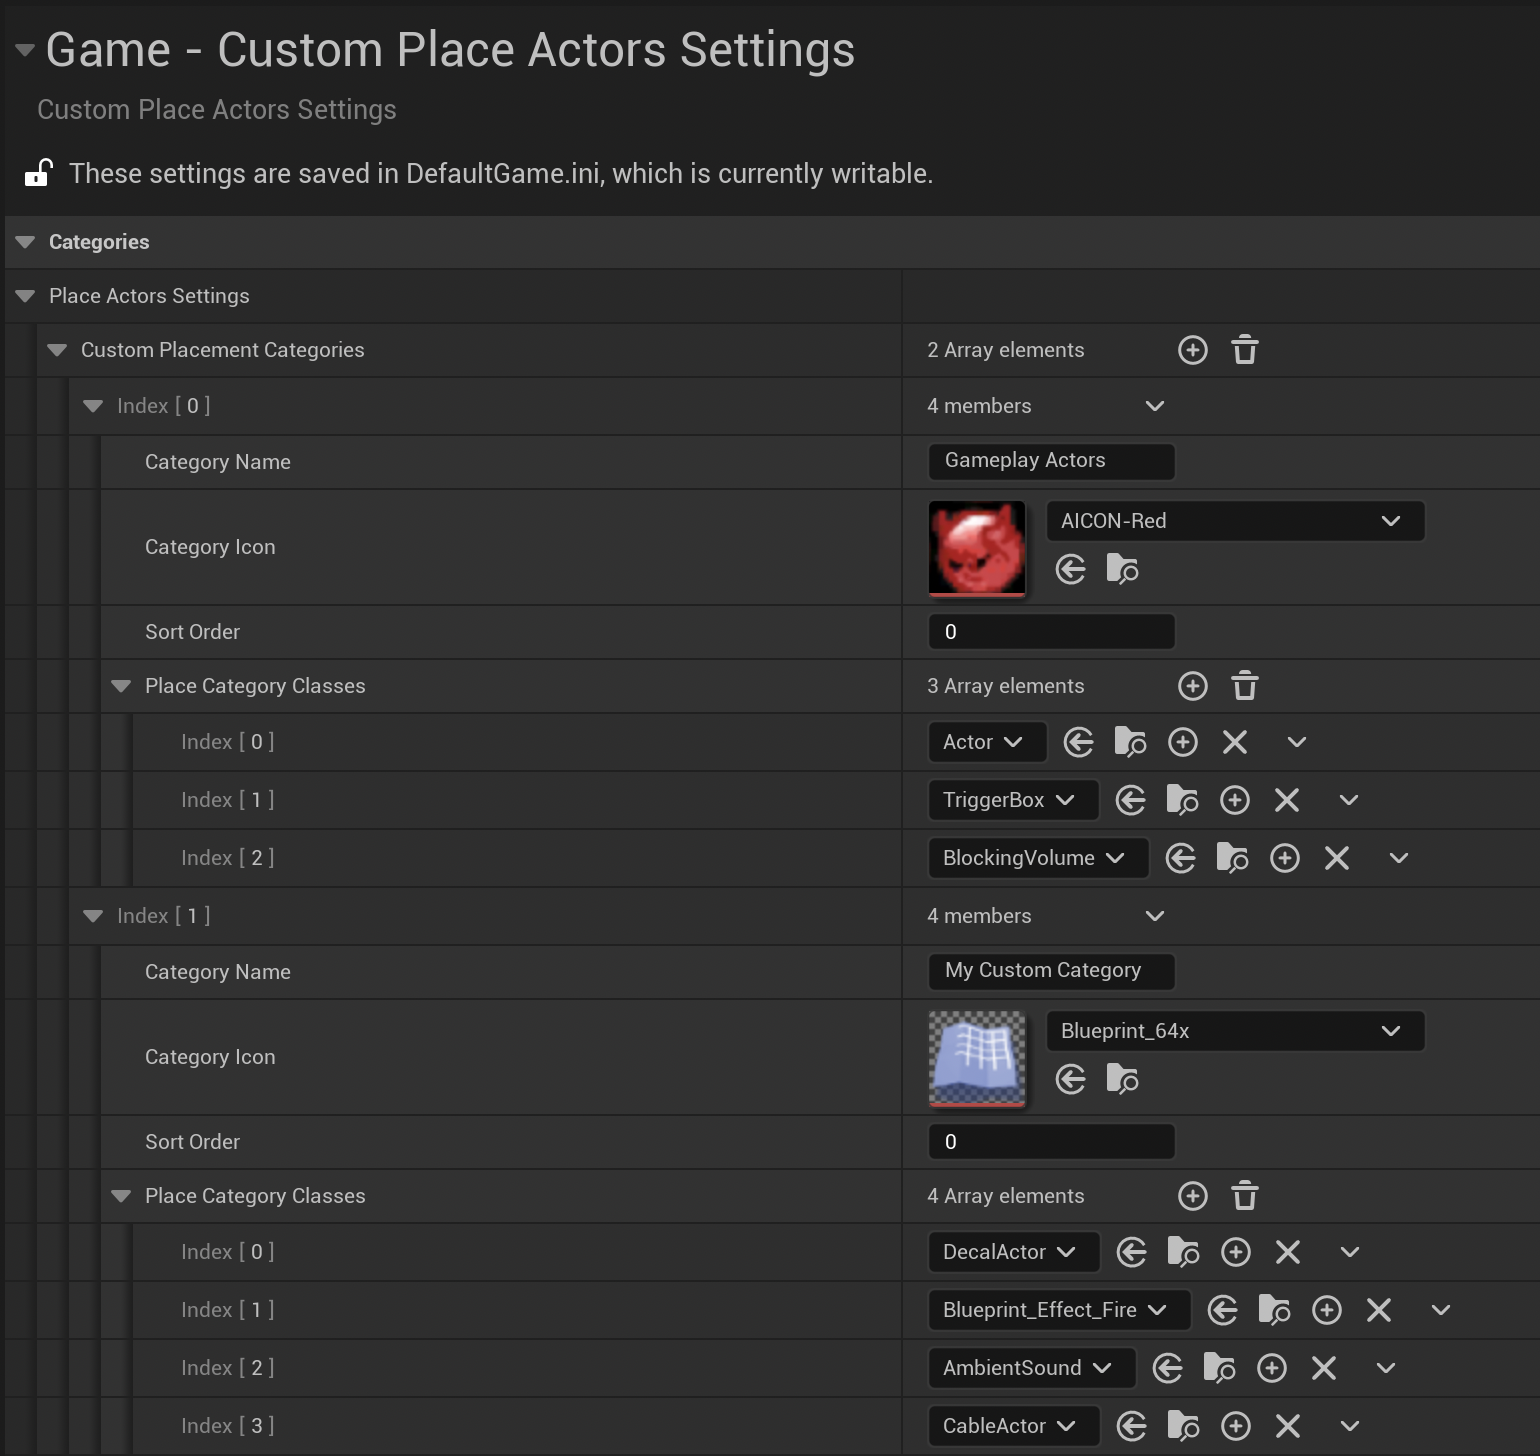 Game - Custom Place Actors Settings
Custom Place Actors Settings
These settings are saved in DefaultGame.ini, which is currently writable.
Categories
Place Actors Settings
Custom Placement Categories 2 Array elements
Index [ 0 ] 4 members
Category Name Gameplay Actors
Category Icon AICON-Red
Sort Order 0
Place Category Classes 3 Array elements
Index [ 0 ] Actor
Index [ 1 ] TriggerBox
Index [ 2 ] BlockingVolume
Index [ 1 ] 4 members
Category Name My Custom Category
Category Icon Blueprint_64x
Sort Order 0
Place Category Classes 4 Array elements
Index [ 0 ] DecalActor
Index [ 1 ] Blueprint_Effect_Fire
Index [ 2 ] AmbientSound
Index [ 3 ] CableActor